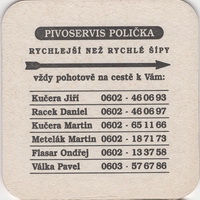 PIVOSERVIS POLIČKA
RYCHLEJŠÍ NEŽ RYCHLÉ ŠÍPY
vždy pohotově na cestě k Vám:
Kučera Jiří 0602 - 46 06 93
Racek Daniel 0602 - 46 06 97
Kučera Martin 0602 - 65 11 66
Metelák Martin 0602 - 18 71 73
Flasar Ondřej 0602 - 13 37 58
Válka Pavel 0603 - 57 67 86